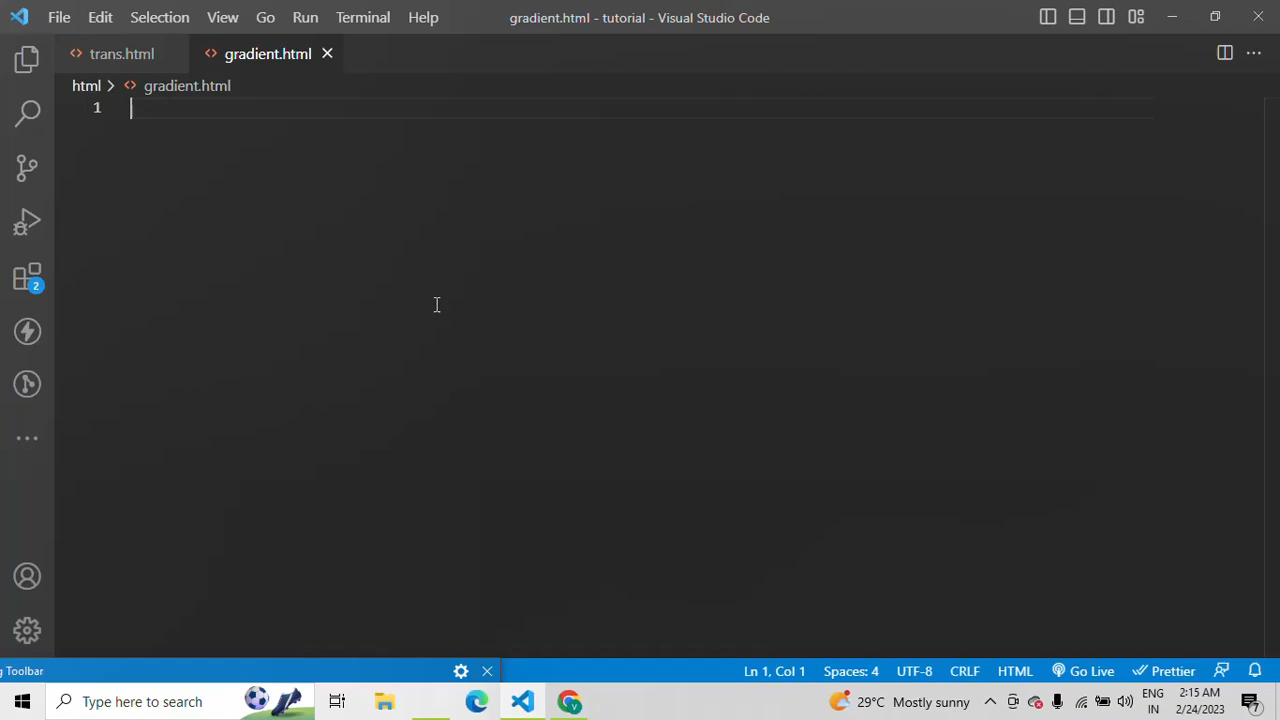 File Edit Selection View Go Run Terminal Help gradient.html - tutorial - Visual Studio Code
trans.html gradient.html
html gradient.html
1
2
g Toolbar Ln 1, Col 1 Spaces: 4 UTF-8 CRLF HTML Go Live Prettier
Type here to search V 29°C Mostly sunny ENG 2:15 AM
IN 2/24/2023 7